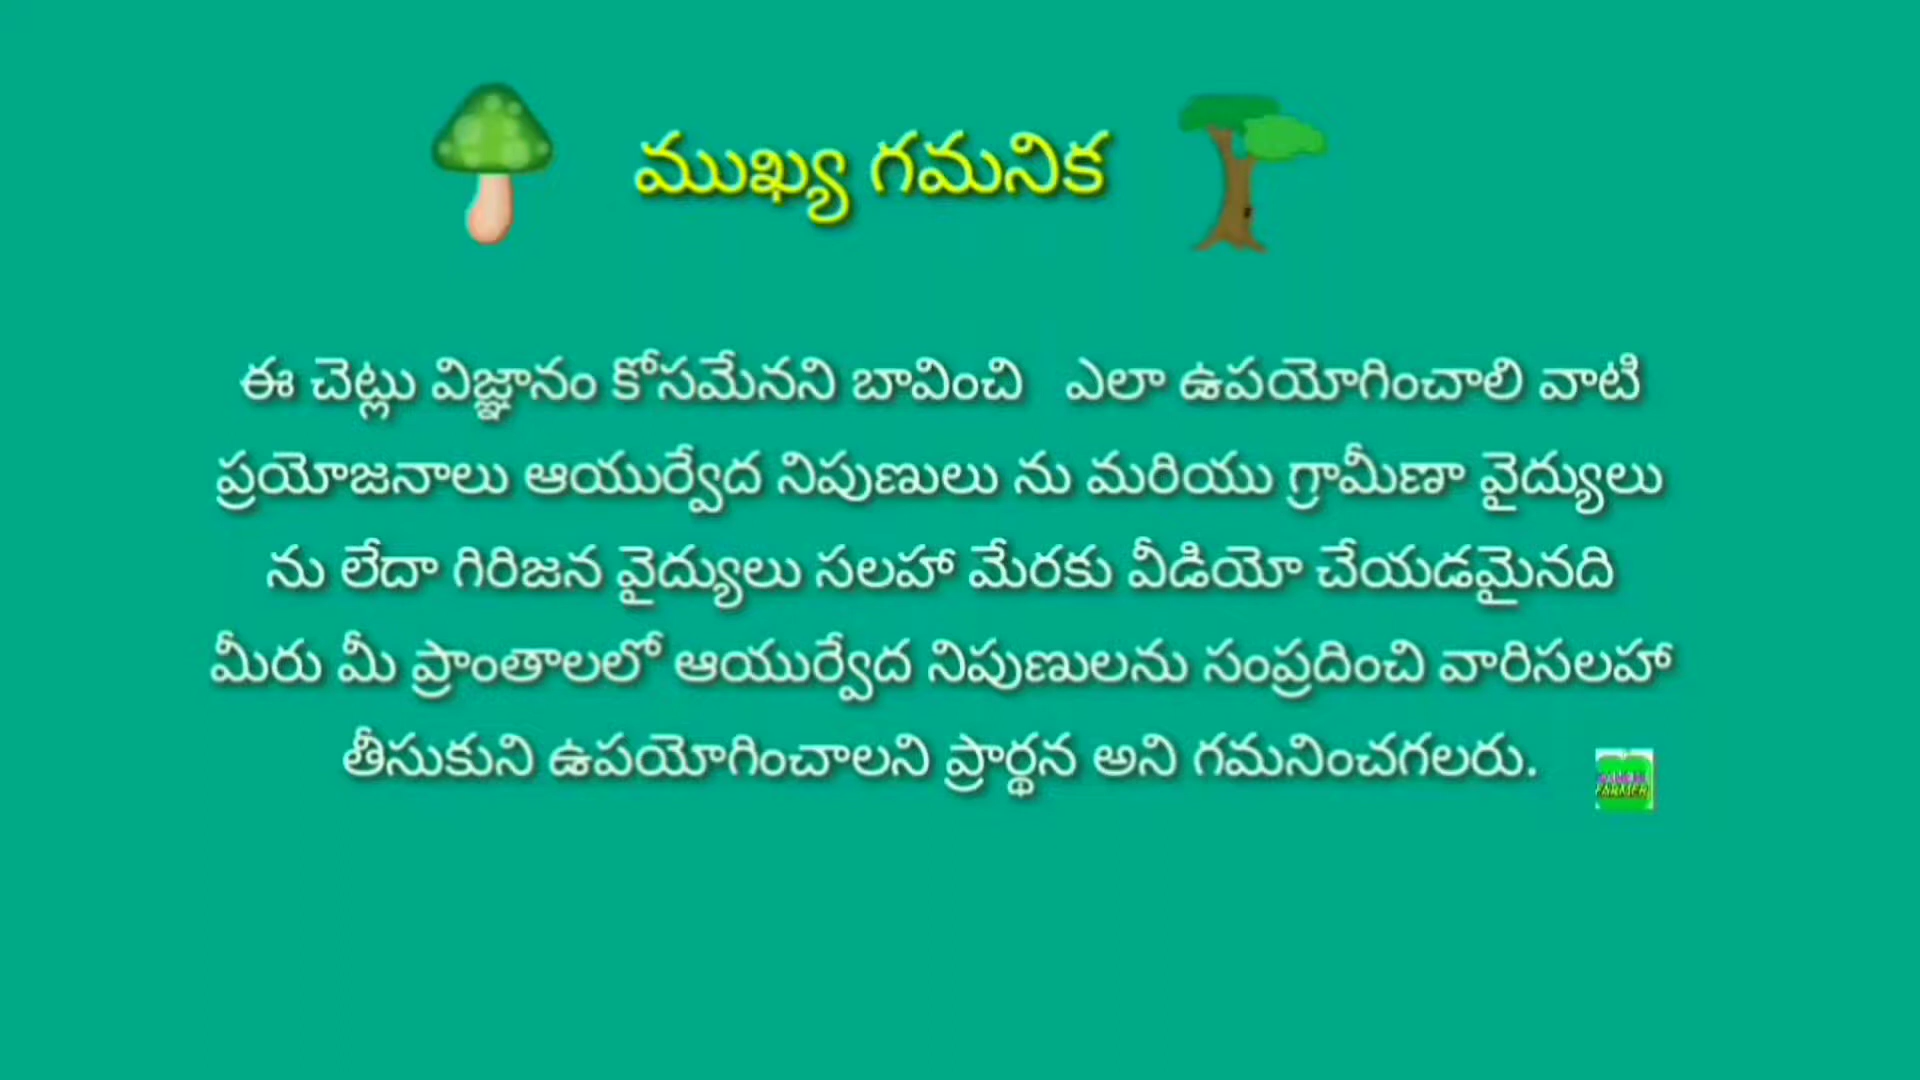 ముఖ్య గమనిక
ఈ చెట్లు విజ్ఞానం కోసమేనని బావించి ఎలా ఉపయోగించాలి వాటి
ప్రయోజనాలు ఆయుర్వేద నిపుణులు ను మరియు గ్రామీణా వైద్యులు
ను లేదా గిరిజన వైద్యులు సలహా మేరకు వీడియో చేయడమైనది
మీరు మీ ప్రాంతాలలో ఆయుర్వేద నిపుణులను సంప్రదించి వారిసలహా
తీసుకుని ఉపయోగించాలని ప్రార్థన అని గమనించగలరు.
FARMER